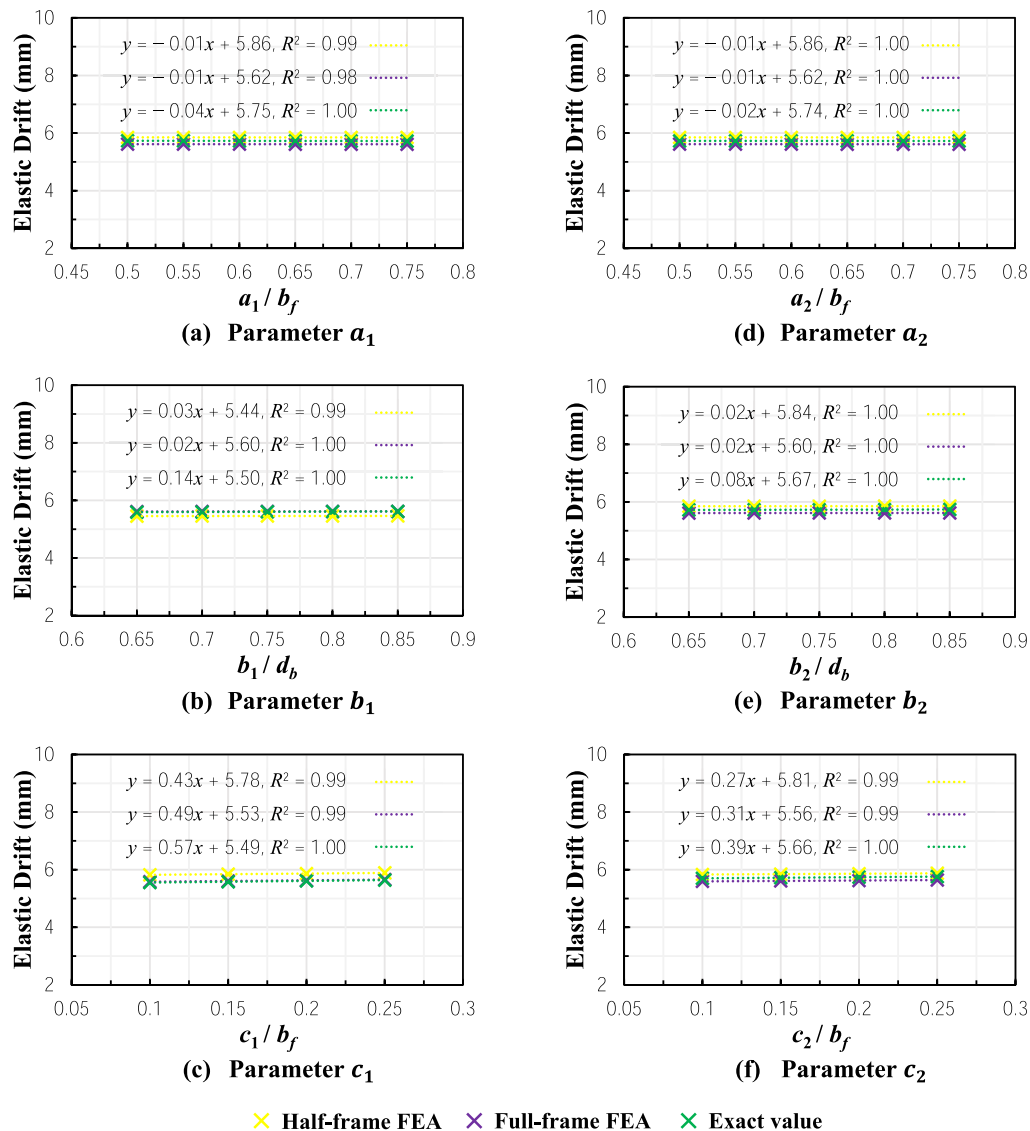 10
8
6
4
2
Elastic Drift (mm)
y = − 0.01x + 5.86, R² = 0.99
y = − 0.01x + 5.62, R² = 0.98
y = − 0.04x + 5.75, R² = 1.00
0.45 0.5 0.55 0.6 0.65 0.7 0.75 0.8
a₁ / b_f
(a) Parameter a₁
10
8
6
4
2
Elastic Drift (mm)
y = − 0.01x + 5.86, R² = 1.00
y = − 0.01x + 5.62, R² = 1.00
y = − 0.02x + 5.74, R² = 1.00
0.45 0.5 0.55 0.6 0.65 0.7 0.75 0.8
a₂ / b_f
(d) Parameter a₂
10
8
6
4
2
Elastic Drift (mm)
y = 0.03x + 5.44, R² = 0.99
y = 0.02x + 5.60, R² = 1.00
y = 0.14x + 5.50, R² = 1.00
0.6 0.65 0.7 0.75 0.8 0.85 0.9
b₁ / d_b
(b) Parameter b₁
10
8
6
4
2
Elastic Drift (mm)
y = 0.02x + 5.84, R² = 1.00
y = 0.02x + 5.60, R² = 1.00
y = 0.08x + 5.67, R² = 1.00
0.6 0.65 0.7 0.75 0.8 0.85 0.9
b₂ / d_b
(e) Parameter b₂
10
8
6
4
2
Elastic Drift (mm)
y = 0.43x + 5.78, R² = 0.99
y = 0.49x + 5.53, R² = 0.99
y = 0.57x + 5.49, R² = 1.00
0.05 0.1 0.15 0.2 0.25 0.3
c₁ / b_f
(c) Parameter c₁
10
8
6
4
2
Elastic Drift (mm)
y = 0.27x + 5.81, R² = 0.99
y = 0.31x + 5.56, R² = 0.99
y = 0.39x + 5.66, R² = 1.00
0.05 0.1 0.15 0.2 0.25 0.3
c₂ / b_f
(f) Parameter c₂
Half-frame FEA Full-frame FEA Exact value